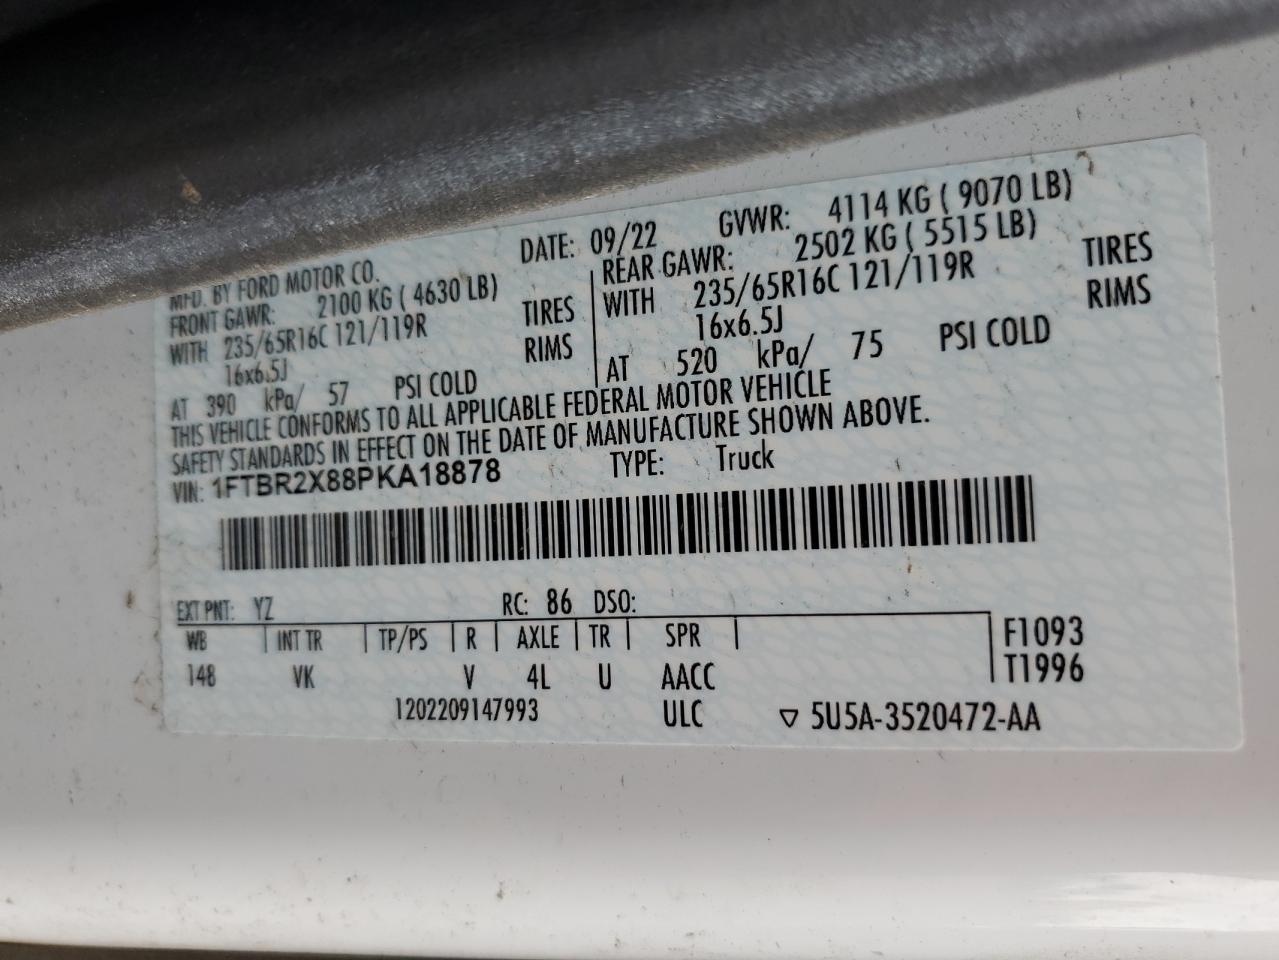 MFD. BY FORD MOTOR CO.
DATE: 09/22 GVWR: 4114 KG ( 9070 LB)
FRONT GAWR: 2100 KG ( 4630 LB)
WITH 235/65R16C 121/119R TIRES
16x6.5J RIMS
AT 390 kPa/ 57 PSI COLD
REAR GAWR: 2502 KG ( 5515 LB)
WITH 235/65R16C 121/119R TIRES
16x6.5J RIMS
AT 520 kPa/ 75 PSI COLD
THIS VEHICLE CONFORMS TO ALL APPLICABLE FEDERAL MOTOR VEHICLE
SAFETY STANDARDS IN EFFECT ON THE DATE OF MANUFACTURE SHOWN ABOVE.
VIN: 1FTBR2X88PKA18878 TYPE: Truck
EXT PNT: YZ RC: 86 DSO:
WB INT TR TP/PS R AXLE TR SPR F1093
148 VK V 4L U AACC T1996
1202209147993 ULC ▽ 5U5A-3520472-AA